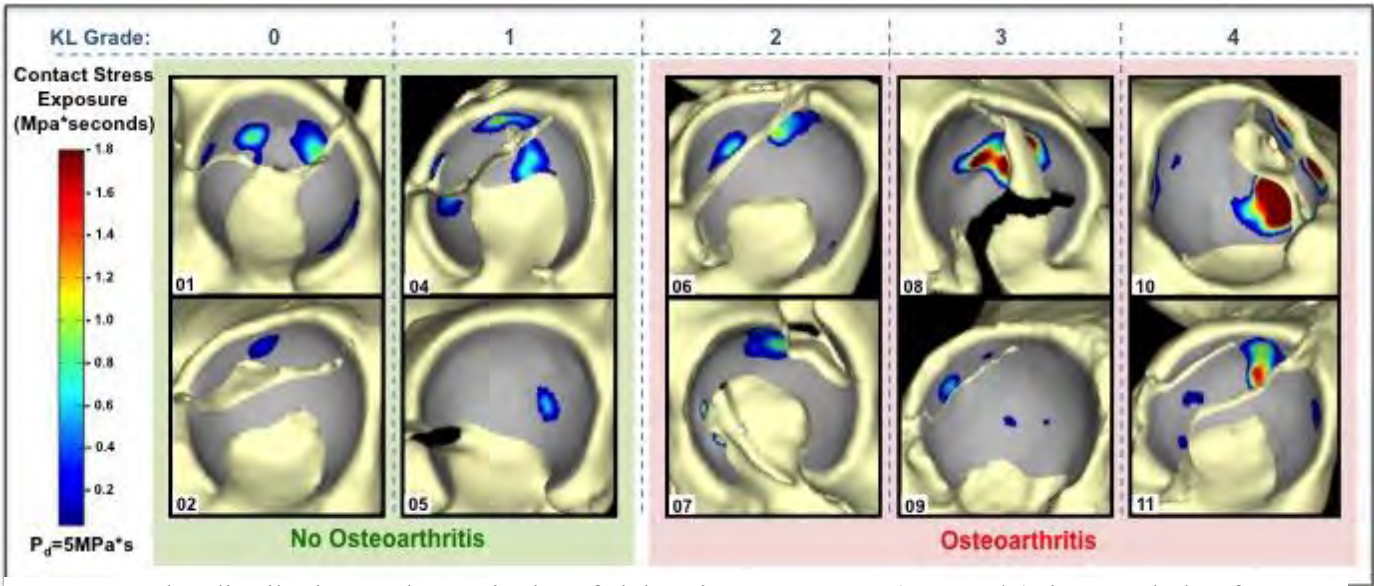 KL Grade: 0 1 2 3 4
Contact Stress
Exposure
(Mpa*seconds)
1.8
1.6
1.4
1.2
1.0
0.8
0.6
0.4
0.2
P_d=5MPa*s
01 04 06 08 10
02 05 07 09 11
No Osteoarthritis Osteoarthritis